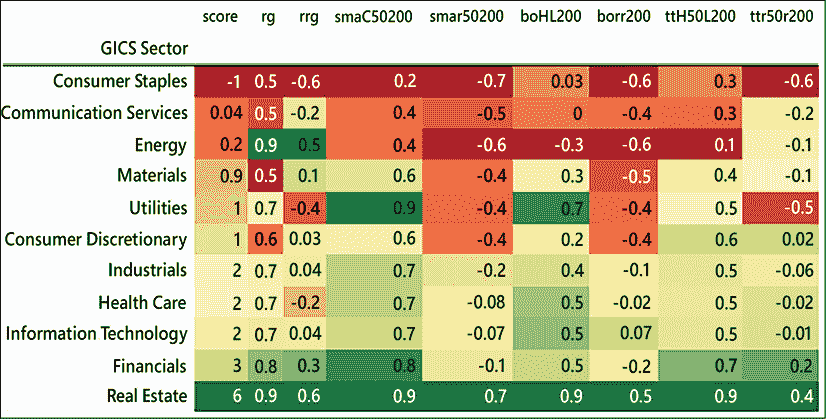 score rg rrg smaC50200 smar50200 boHL200 borr200 ttH50L200 ttr50r200
GICS Sector
Consumer Staples -1 0.5 -0.6 0.2 -0.7 0.03 -0.6 0.3 -0.6
Communication Services 0.04 0.5 -0.2 0.4 -0.5 0 -0.4 0.3 -0.2
Energy 0.2 0.9 0.5 0.4 -0.6 -0.3 -0.6 0.1 -0.1
Materials 0.9 0.5 0.1 0.6 -0.4 0.3 -0.5 0.4 -0.1
Utilities 1 0.7 -0.4 0.9 -0.4 0.7 -0.4 0.5 -0.5
Consumer Discretionary 1 0.6 0.03 0.6 -0.4 0.2 -0.4 0.6 0.02
Industrials 2 0.7 0.04 0.7 -0.2 0.4 -0.1 0.5 -0.06
Health Care 2 0.7 -0.2 0.7 -0.08 0.5 -0.02 0.5 -0.02
Information Technology 2 0.7 0.04 0.7 -0.07 0.5 0.07 0.5 -0.01
Financials 3 0.8 0.3 0.8 -0.1 0.5 -0.2 0.7 0.2
Real Estate 6 0.9 0.6 0.9 0.7 0.9 0.5 0.9 0.4